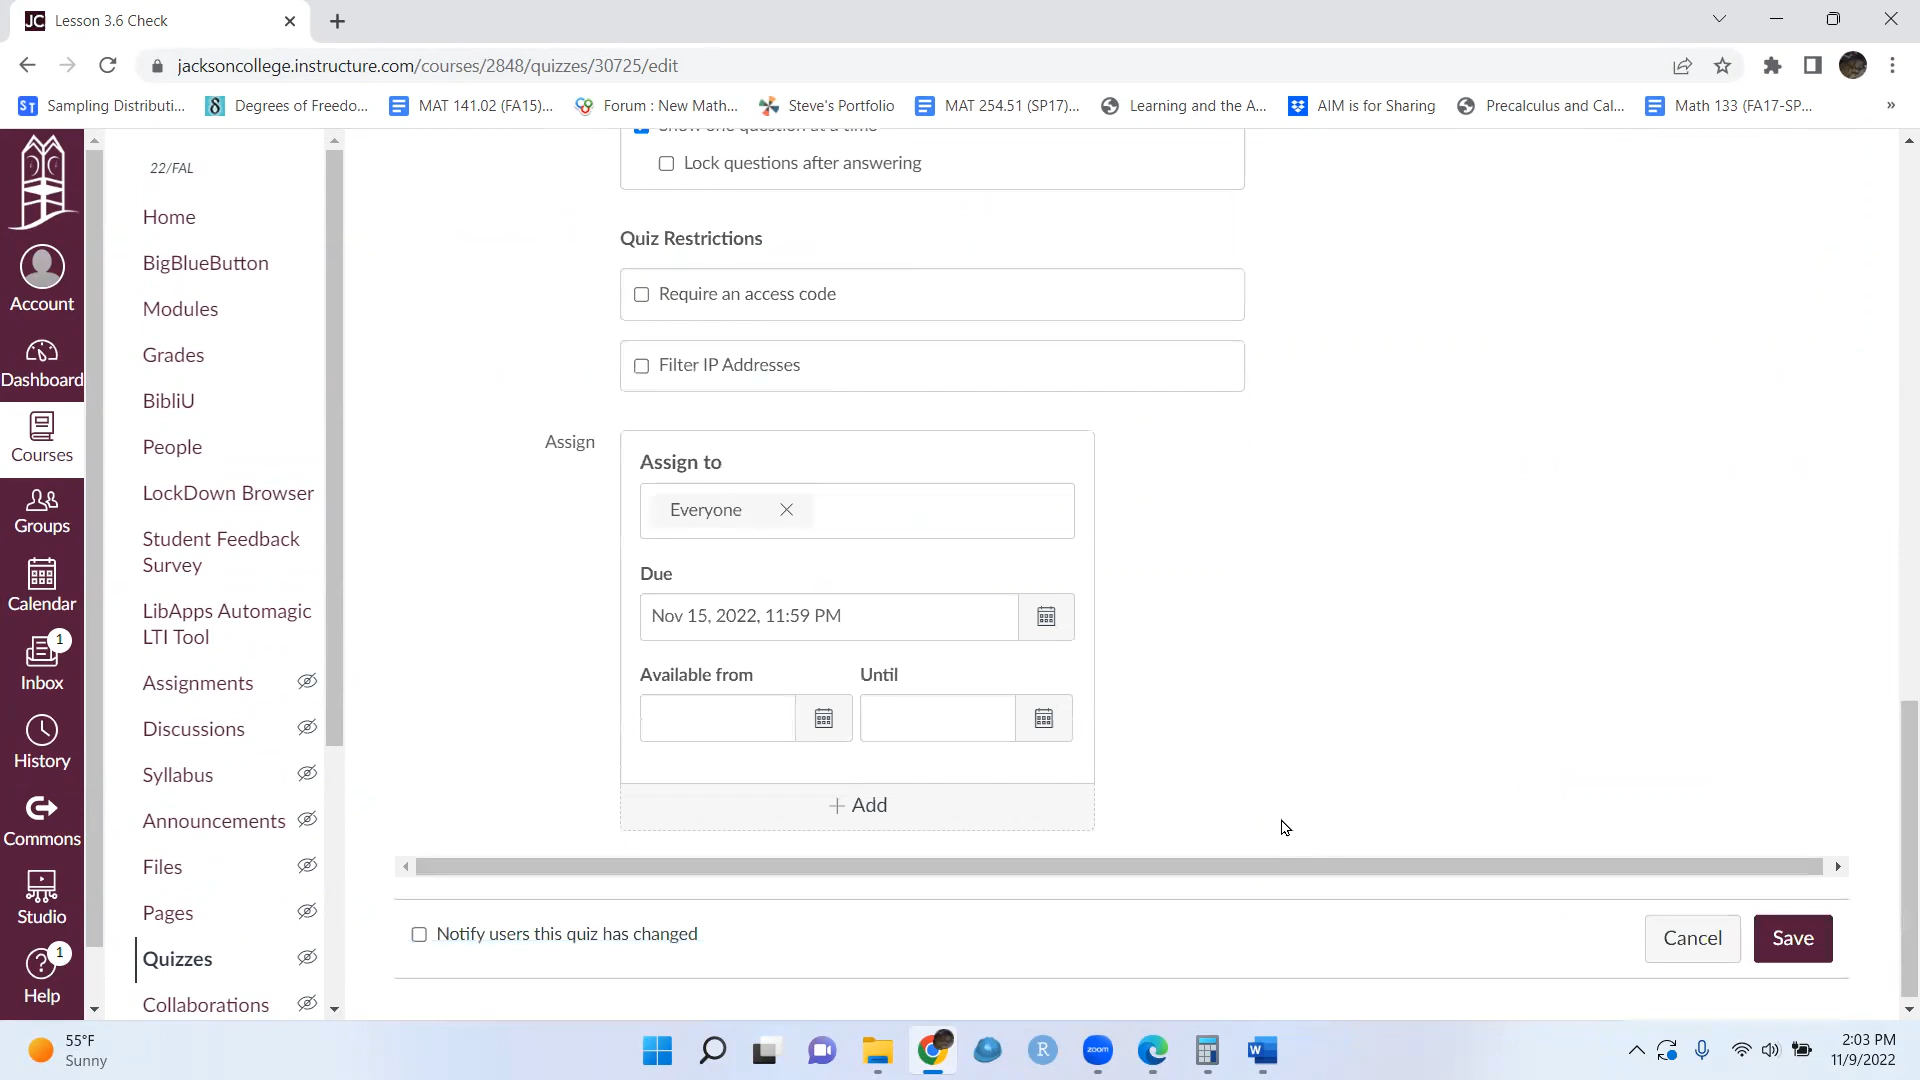 JC Lesson 3.6 Check
jacksoncollege.instructure.com/courses/2848/quizzes/30725/edit
ST Sampling Distributi... Degrees of Freedo... MAT 141.02 (FA15)... Forum : New Math... Steve's Portfolio MAT 254.51 (SP17)... Learning and the A... AIM is for Sharing Precalculus and Cal... Math 133 (FA17-SP... »
Account
Dashboard
Courses
Groups
Calendar
1
Inbox
History
Commons
Studio
1
Help
22/FAL
Home
BigBlueButton
Modules
Grades
BibliU
People
LockDown Browser
Student Feedback
Survey
LibApps Automagic
LTI Tool
Assignments
Discussions
Syllabus
Announcements
Files
Pages
Quizzes
Collaborations
Show one question at a time
Lock questions after answering
Quiz Restrictions
Require an access code
Filter IP Addresses
Assign
Assign to
Everyone
Due
Nov 15, 2022, 11:59 PM
Available from Until
+ Add
Notify users this quiz has changed
Cancel Save
55°F
Sunny
R
zoom
W
2:03 PM
11/9/2022